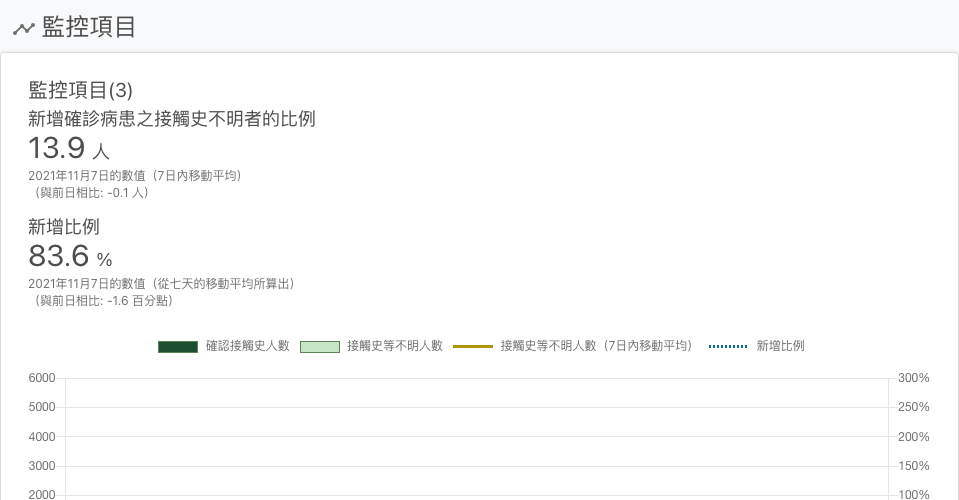 監控項目
監控項目(3)
新增確診病患之接觸史不明者的比例
13.9 人
2021年11月7日的數值（7日內移動平均）
（與前日相比: -0.1 人）
新增比例
83.6 %
2021年11月7日的數值（從七天的移動平均所算出）
（與前日相比: -1.6 百分點）
確認接觸史人數 接觸史等不明人數 接觸史等不明人數（7日內移動平均） 新增比例
6000 300%
5000 250%
4000 200%
3000 150%
2000 100%